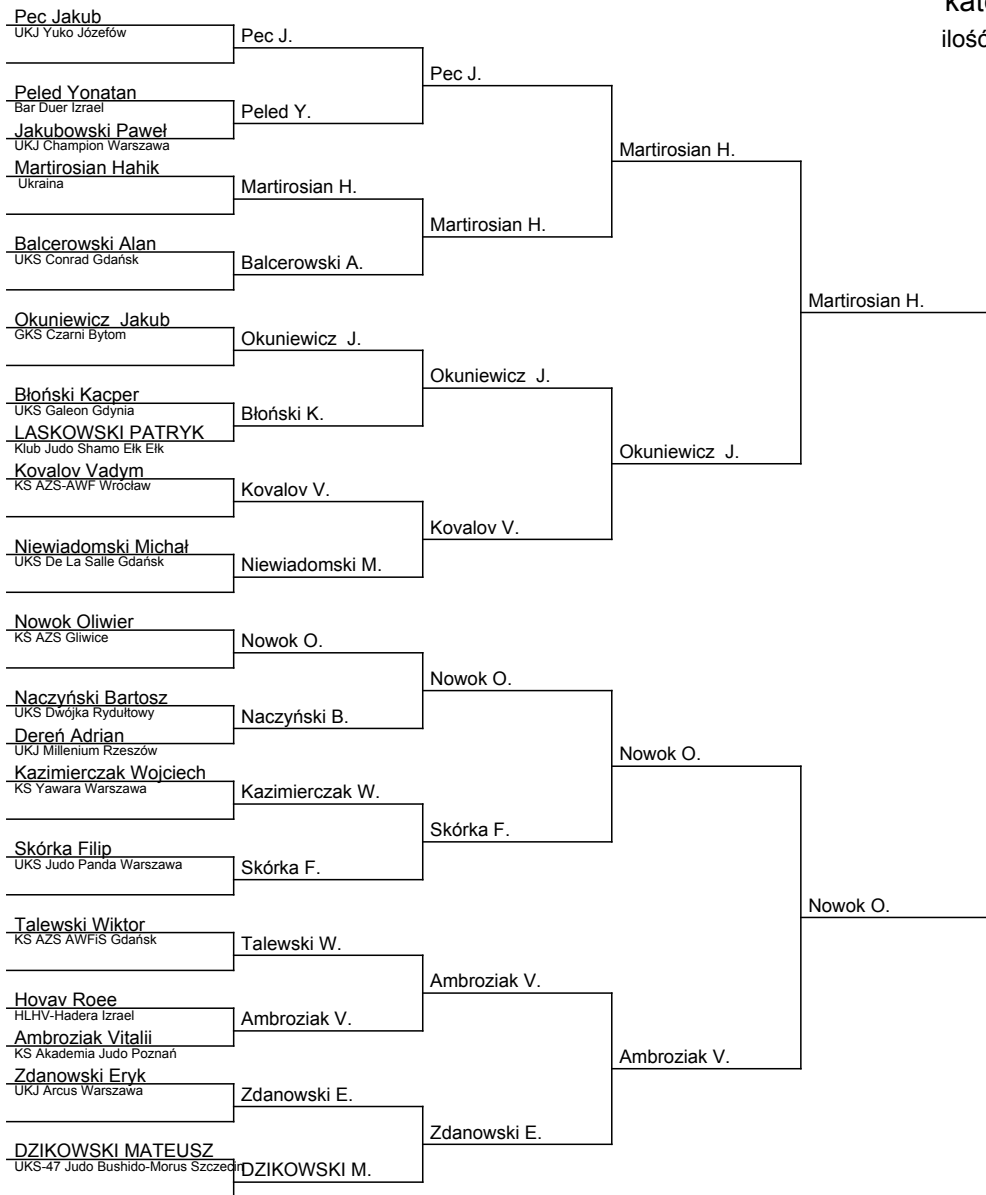 kate
ilość
Pec Jakub
UKJ Yuko Józefów
Pec J.
Pec J.
Peled Yonatan
Bar Duer Izrael
Peled Y.
Jakubowski Paweł
UKJ Champion Warszawa
Martirosian H.
Martirosian Hahik
Ukraina
Martirosian H.
Martirosian H.
Balcerowski Alan
UKS Conrad Gdańsk
Balcerowski A.
Martirosian H.
Okuniewicz Jakub
GKS Czarni Bytom
Okuniewicz J.
Okuniewicz J.
Błoński Kacper
UKS Galeon Gdynia
Błoński K.
LASKOWSKI PATRYK
Klub Judo Shamo Ełk Ełk
Okuniewicz J.
Kovalov Vadym
KS AZS-AWF Wrocław
Kovalov V.
Kovalov V.
Niewiadomski Michał
UKS De La Salle Gdańsk
Niewiadomski M.
Nowok Oliwier
KS AZS Gliwice
Nowok O.
Nowok O.
Naczyński Bartosz
UKS Dwójka Rydułtowy
Naczyński B.
Dereń Adrian
UKJ Millenium Rzeszów
Nowok O.
Kazimierczak Wojciech
KS Yawara Warszawa
Kazimierczak W.
Skórka F.
Skórka Filip
UKS Judo Panda Warszawa
Skórka F.
Nowok O.
Talewski Wiktor
KS AZS AWFiS Gdańsk
Talewski W.
Ambroziak V.
Hovav Roee
HLHV-Hadera Izrael
Ambroziak V.
Ambroziak Vitalii
KS Akademia Judo Poznań
Ambroziak V.
Zdanowski Eryk
UKJ Arcus Warszawa
Zdanowski E.
Zdanowski E.
DZIKOWSKI MATEUSZ
UKS-47 Judo Bushido-Morus Szczecin
DZIKOWSKI M.